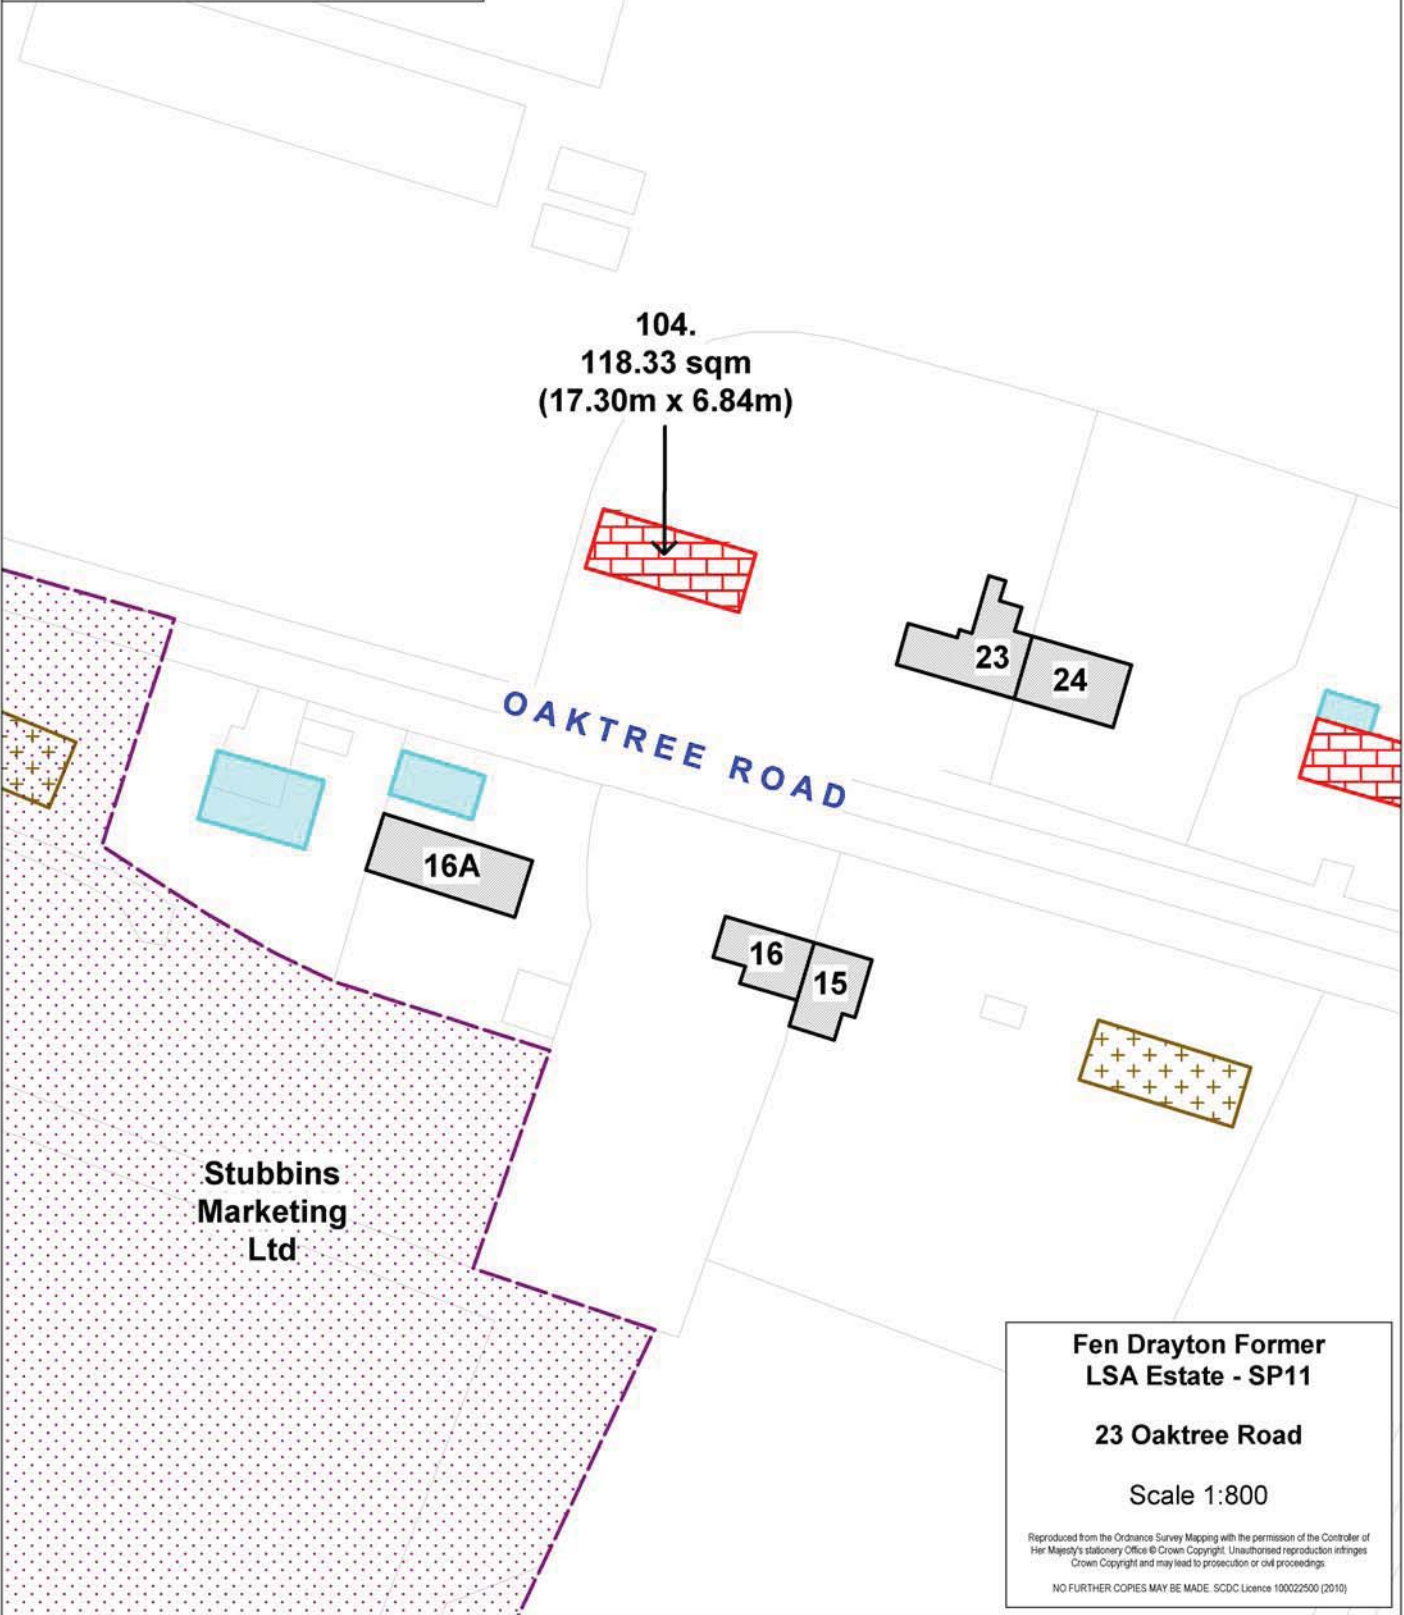 104.
118.33 sqm
(17.30m x 6.84m)
23
24
OAKTREE ROAD
16A
16
15
Stubbins
Marketing
Ltd
Fen Drayton Former
LSA Estate - SP11
23 Oaktree Road
Scale 1:800
Reproduced from the Ordnance Survey Mapping with the permission of the Controller of
Her Majesty's stationery Office © Crown Copyright. Unauthorised reproduction infringes
Crown Copyright and may lead to prosecution or civil proceedings.
NO FURTHER COPIES MAY BE MADE. SCDC Licence 100022500 (2010)